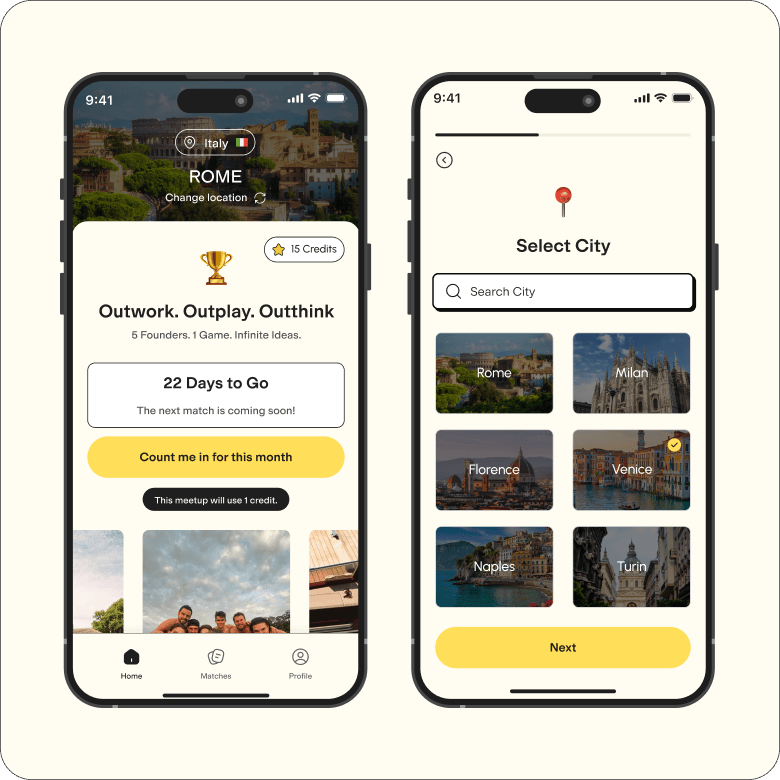 9:41
Italy
ROME
Change location
15 Credits
Outwork. Outplay. Outthink
5 Founders. 1 Game. Infinite Ideas.
22 Days to Go
The next match is coming soon!
Count me in for this month
This meetup will use 1 credit.
Home
Matches
Profile
9:41
Select City
Search City
Rome
Milan
Florence
Venice
Naples
Turin
Next